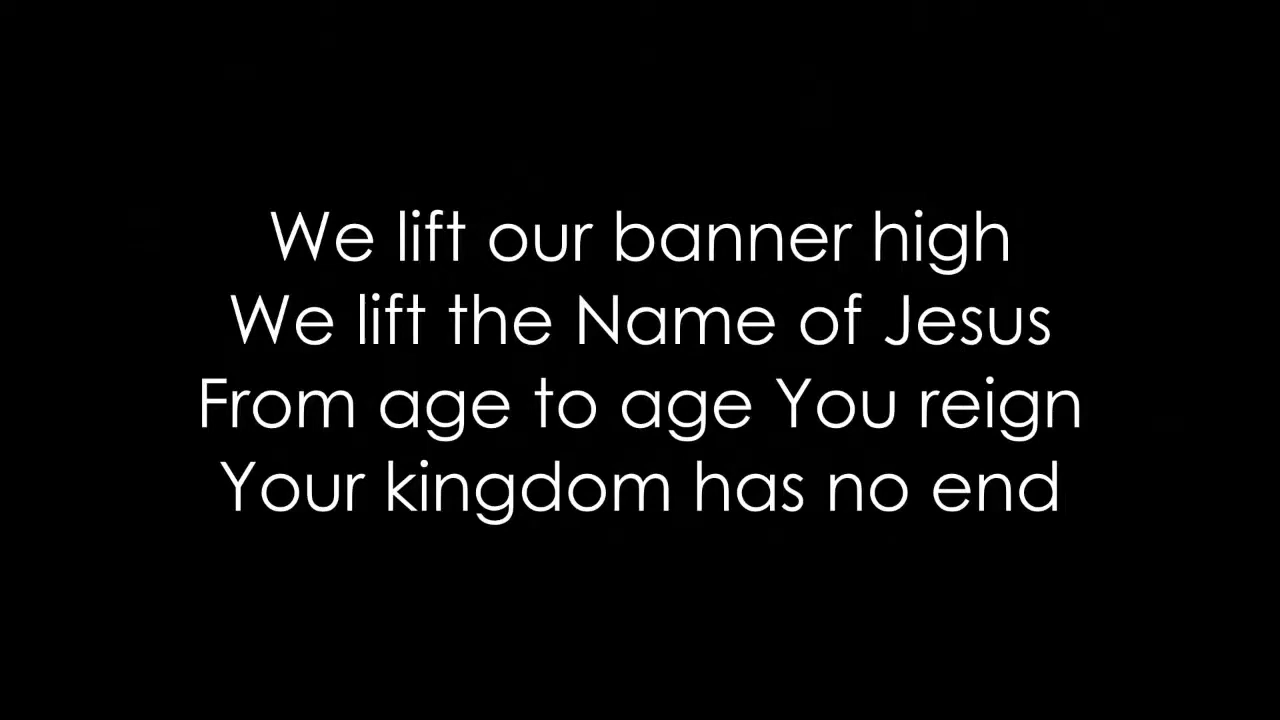 We lift our banner high
We lift the Name of Jesus
From age to age You reign
Your kingdom has no end